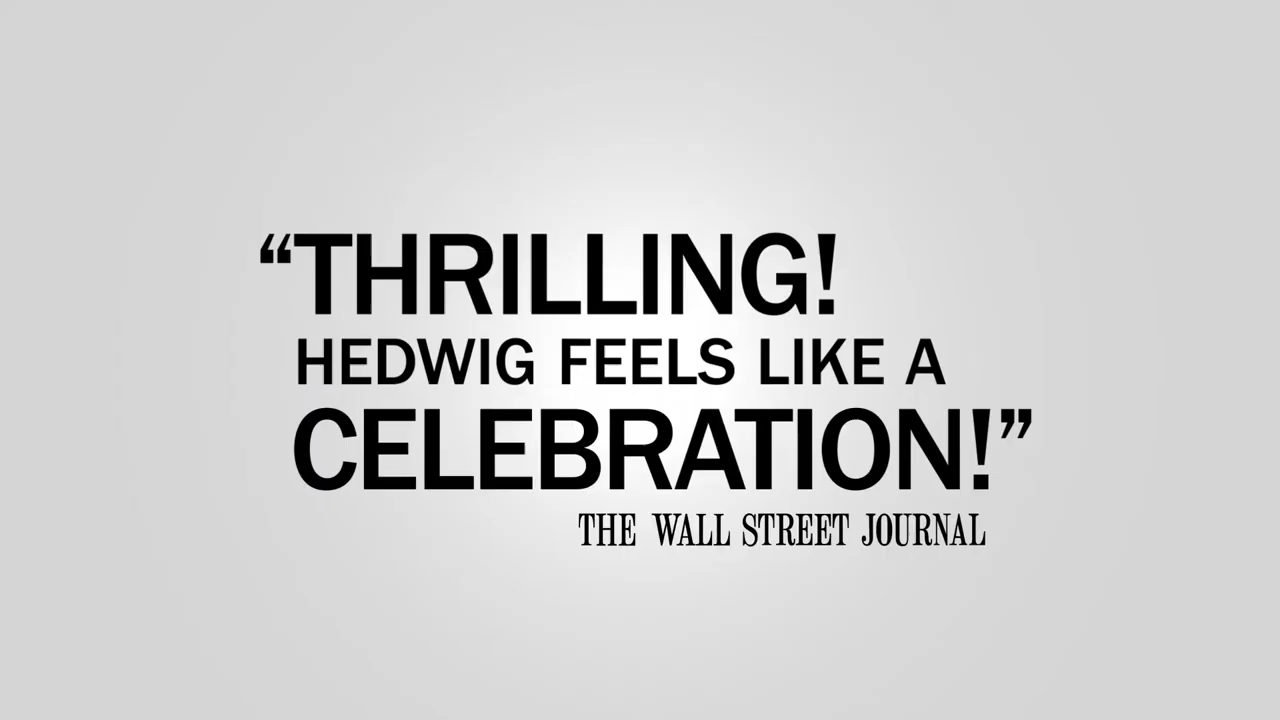 “THRILLING!
HEDWIG FEELS LIKE A
CELEBRATION!”
THE WALL STREET JOURNAL